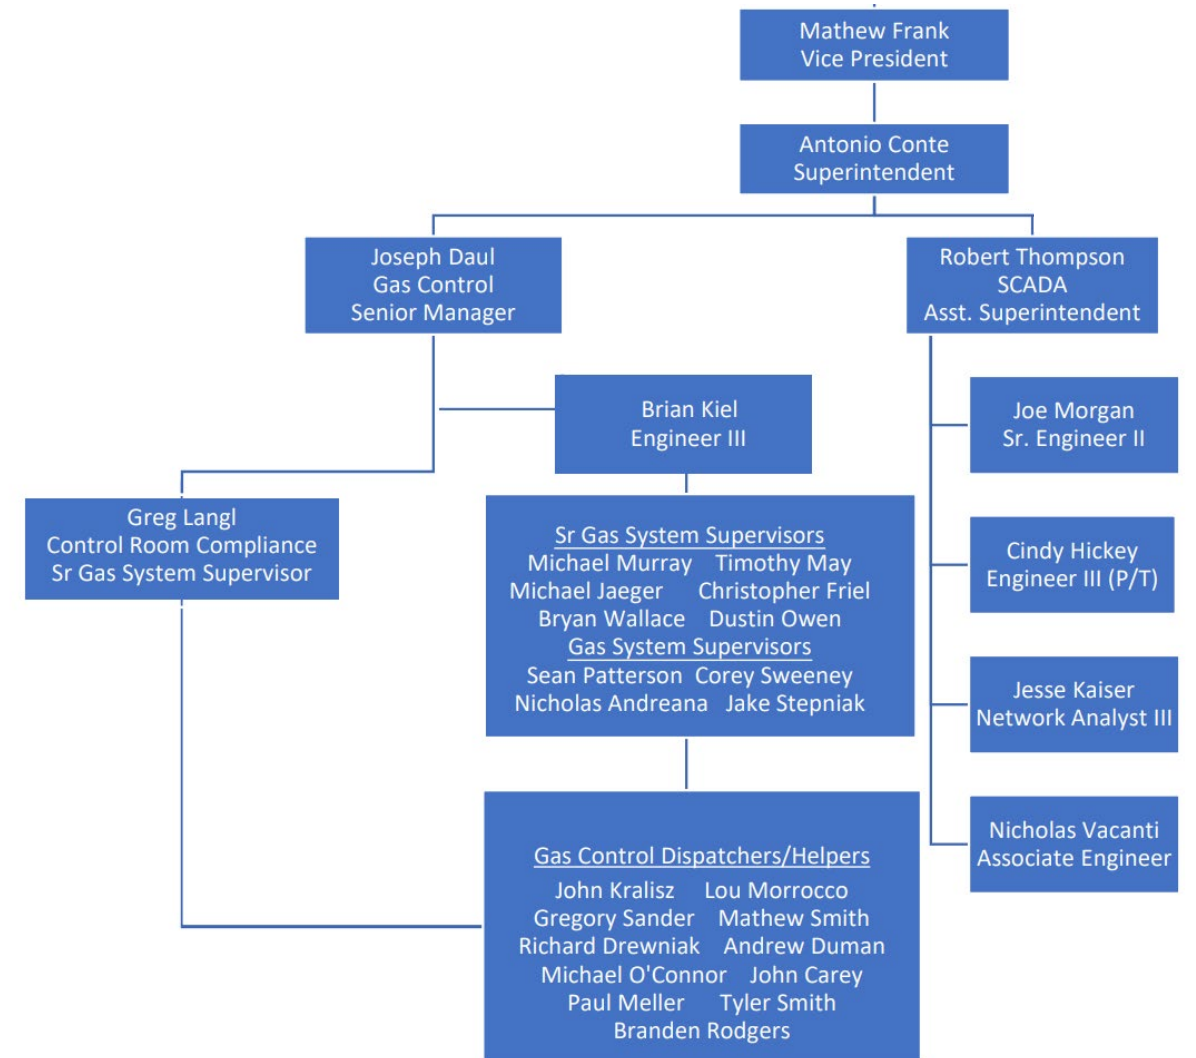 Mathew Frank
Vice President
Antonio Conte
Superintendent
Joseph Daul
Gas Control
Senior Manager
Robert Thompson
SCADA
Asst. Superintendent
Brian Kiel
Engineer III
Joe Morgan
Sr. Engineer II
Greg Langl
Control Room Compliance
Sr Gas System Supervisor
Sr Gas System Supervisors
Michael Murray Timothy May
Michael Jaeger Christopher Friel
Bryan Wallace Dustin Owen
Gas System Supervisors
Sean Patterson Corey Sweeney
Nicholas Andreana Jake Stepniak
Cindy Hickey
Engineer III (P/T)
Jesse Kaiser
Network Analyst III
Nicholas Vacanti
Associate Engineer
Gas Control Dispatchers/Helpers
John Kralisz Lou Morrocco
Gregory Sander Mathew Smith
Richard Drewniak Andrew Duman
Michael O'Connor John Carey
Paul Meller Tyler Smith
Branden Rodgers